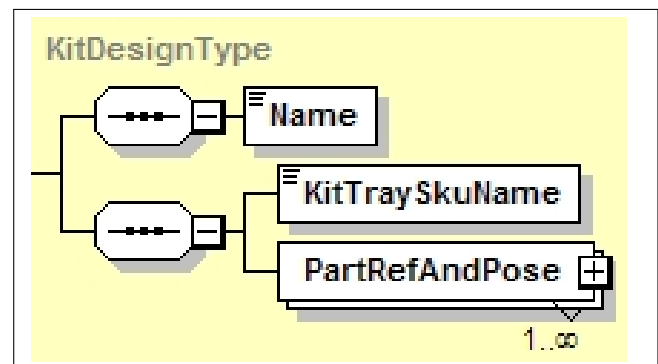 KitDesignType
Name
KitTraySkuName
PartRefAndPose
1..∞